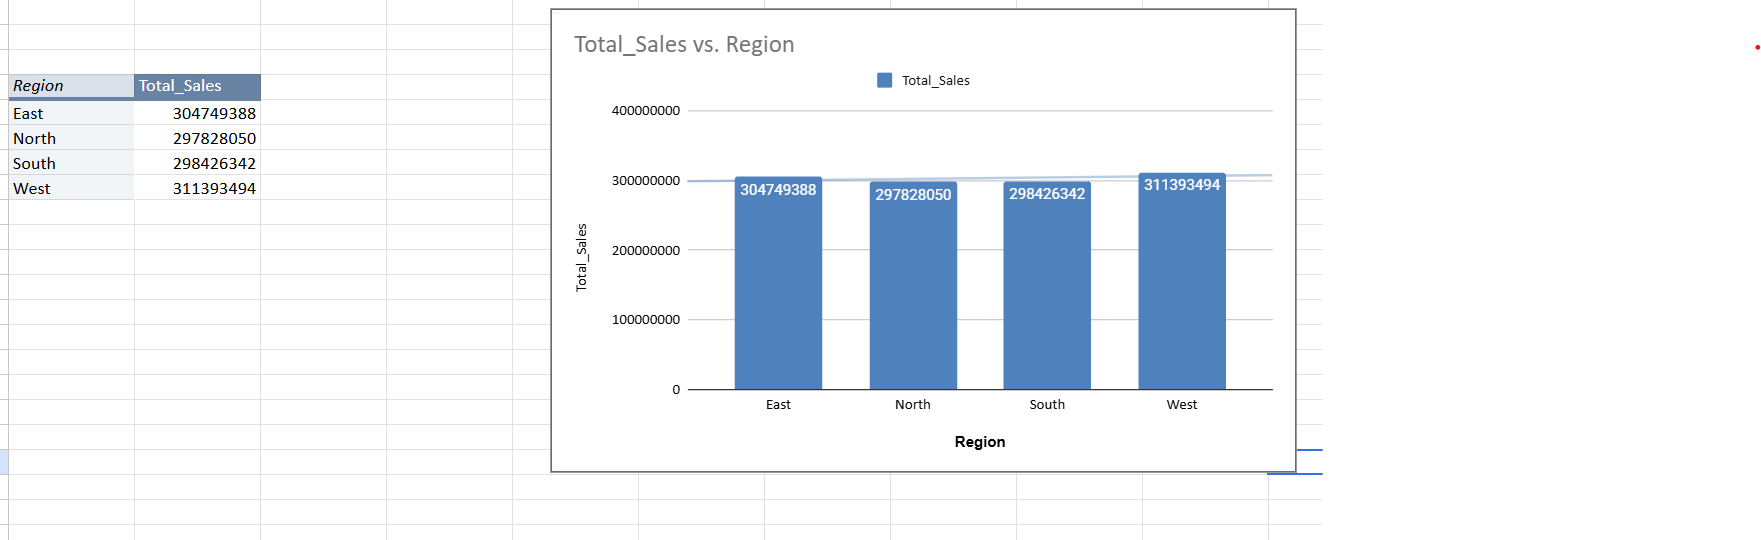 Region Total_Sales
East 304749388
North 297828050
South 298426342
West 311393494
Total_Sales vs. Region
Total_Sales
400000000
300000000
200000000
100000000
0
Total_Sales
304749388 297828050 298426342 311393494
East North South West
Region